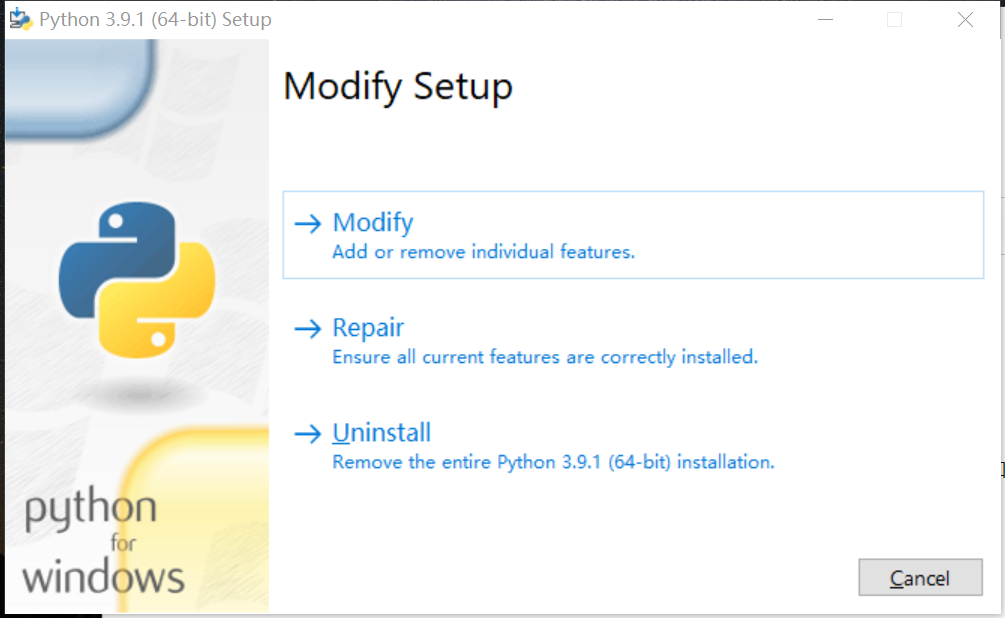 Python 3.9.1 (64-bit) Setup
Modify Setup
Modify
Add or remove individual features.
Repair
Ensure all current features are correctly installed.
Uninstall
Remove the entire Python 3.9.1 (64-bit) installation.
python
for
windows
Cancel